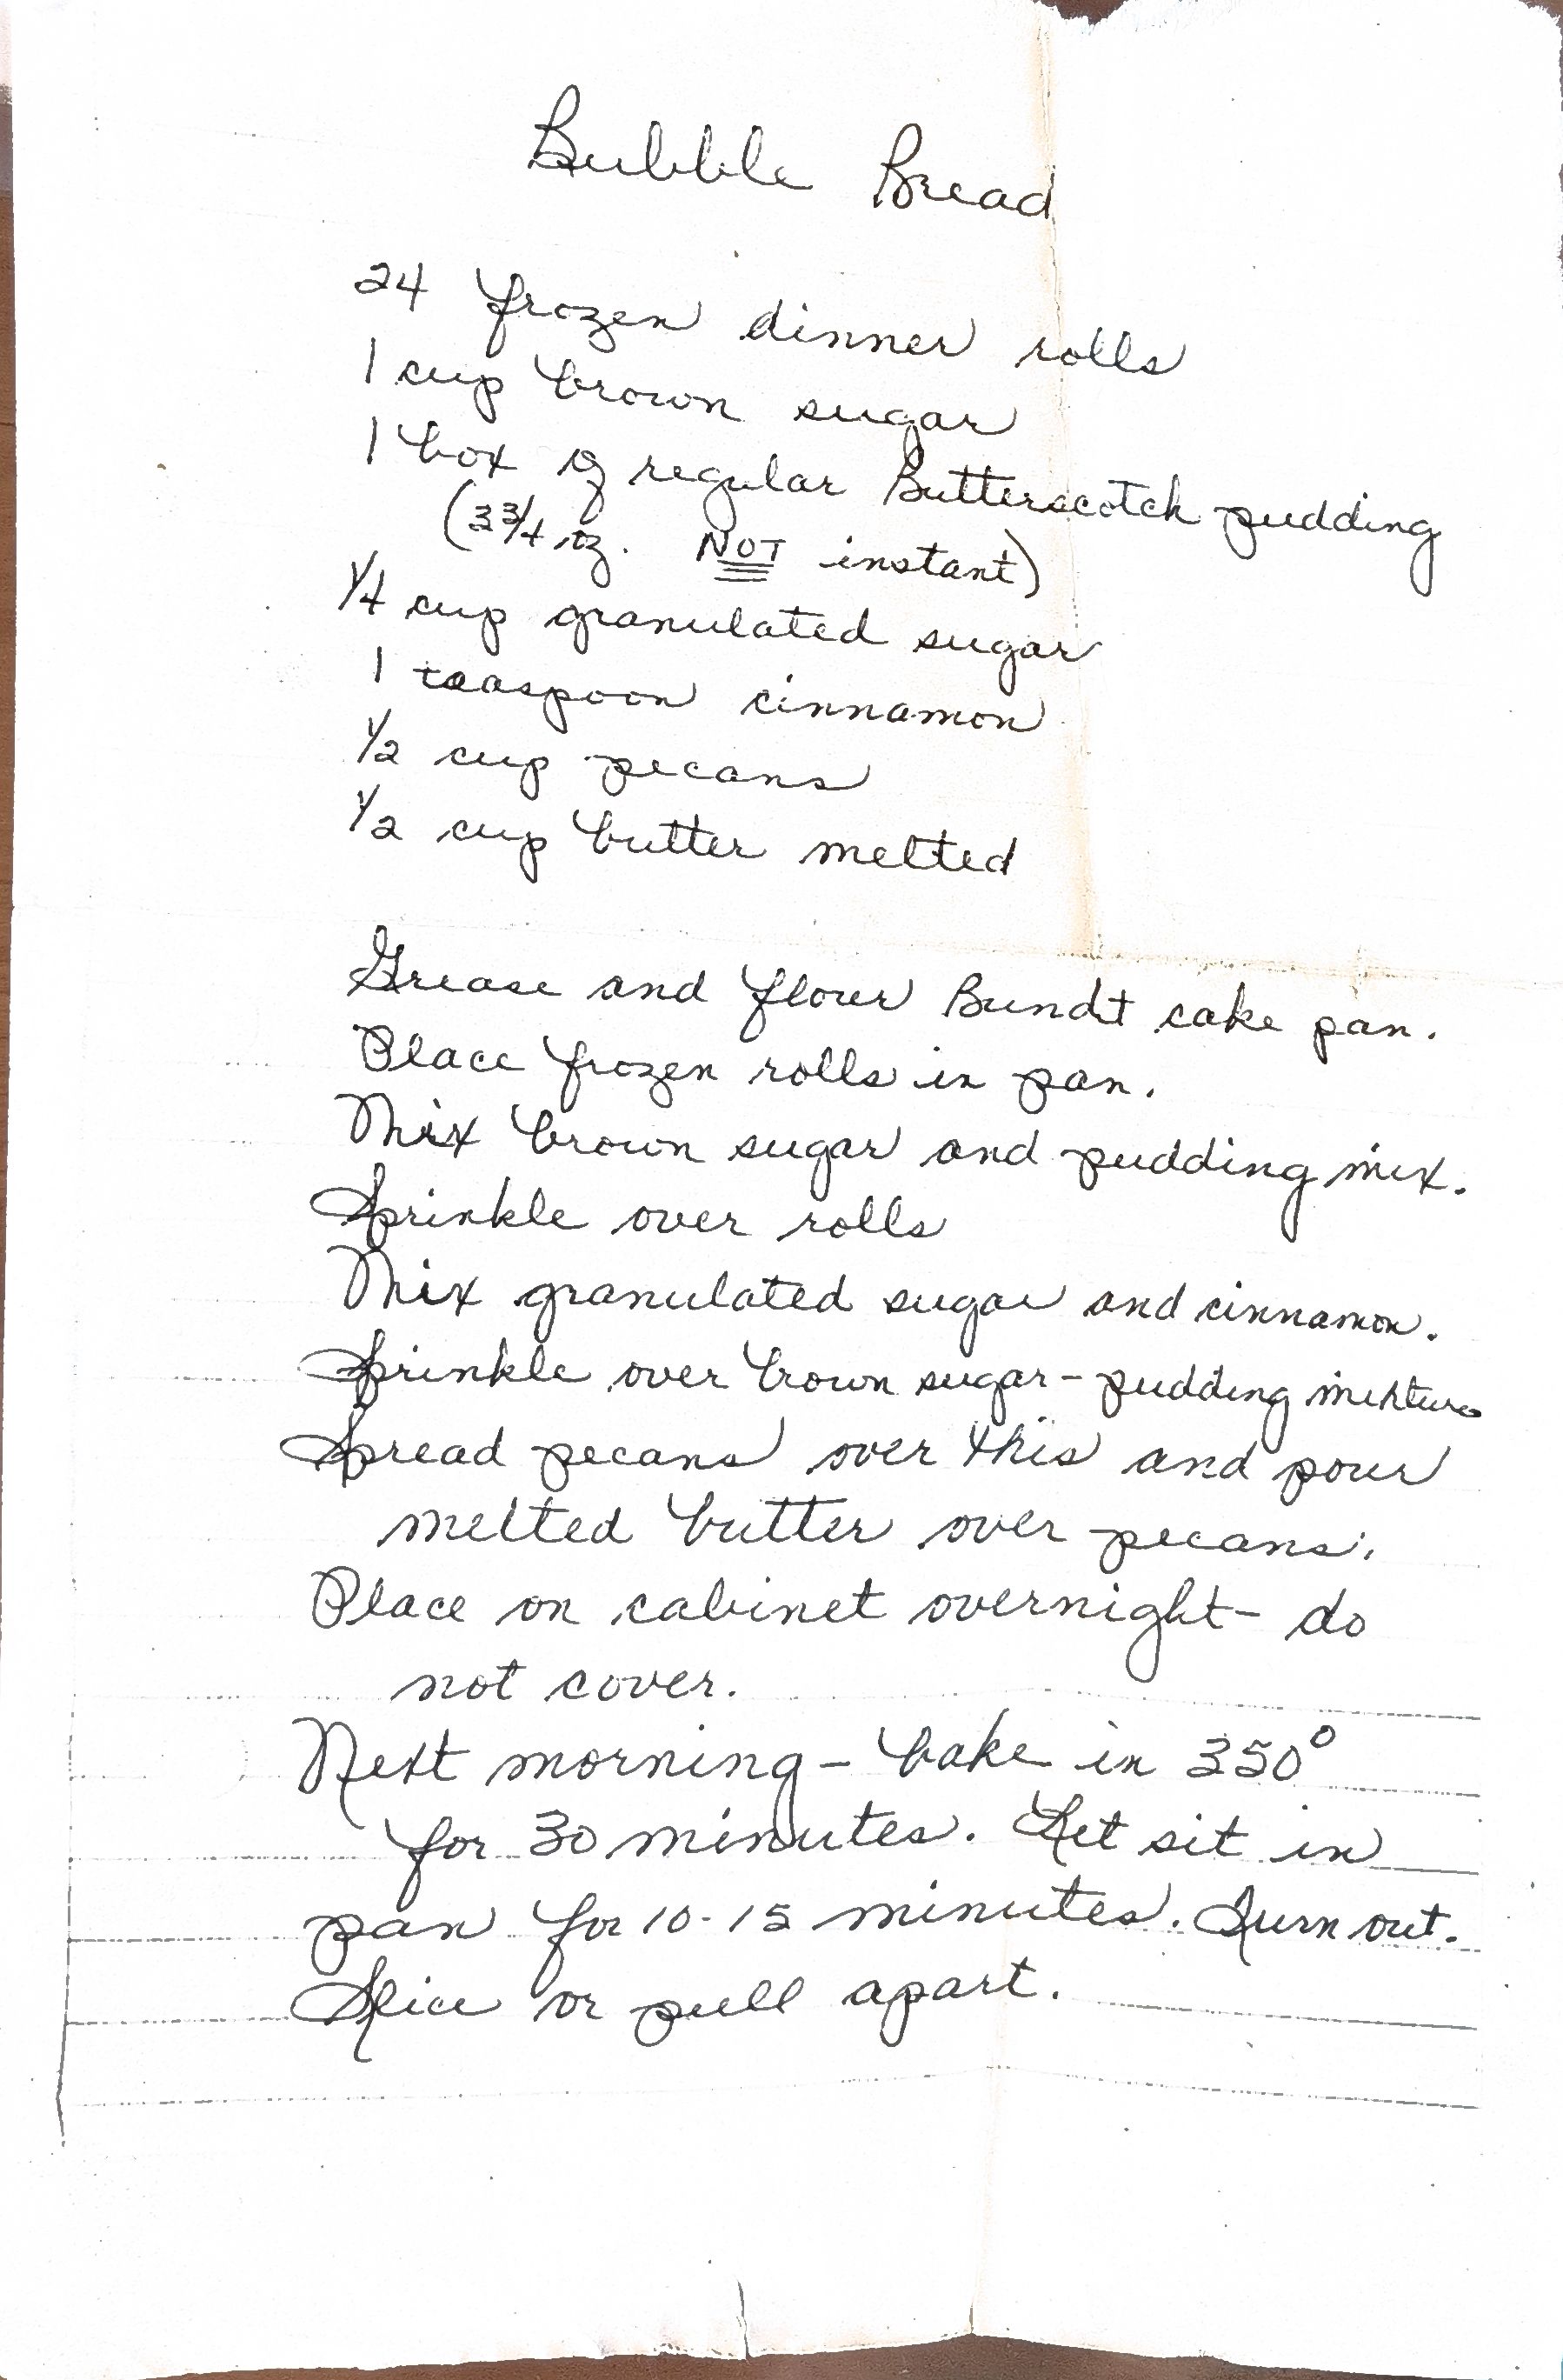 Bubble Bread
24 frozen dinner rolls
1 cup brown sugar
1 box of regular Butterscotch pudding
(3 3/4 oz. NOT instant)
1/4 cup granulated sugar
1 teaspoon cinnamon
1/2 cup pecans
1/2 cup butter melted
Grease and flour Bundt cake pan.
Place frozen rolls in pan.
Mix brown sugar and pudding mix.
Sprinkle over rolls
Mix granulated sugar and cinnamon.
Sprinkle over brown sugar - pudding mixture
Spread pecans over this and pour
melted butter over pecans.
Place on cabinet overnight - do
not cover.
Next morning - bake in 350°
for 30 minutes. Let sit in
pan for 10-15 minutes. Turn out.
Slice or pull apart.